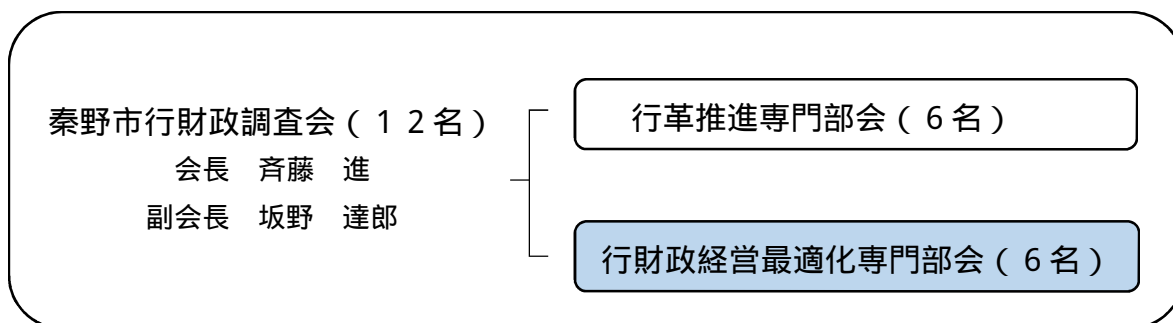 秦野市行財政調査会(12名)
会長 斉藤 進
副会長 坂野 達郎
行革推進専門部会(6名)
行財政経営最適化専門部会(6名)